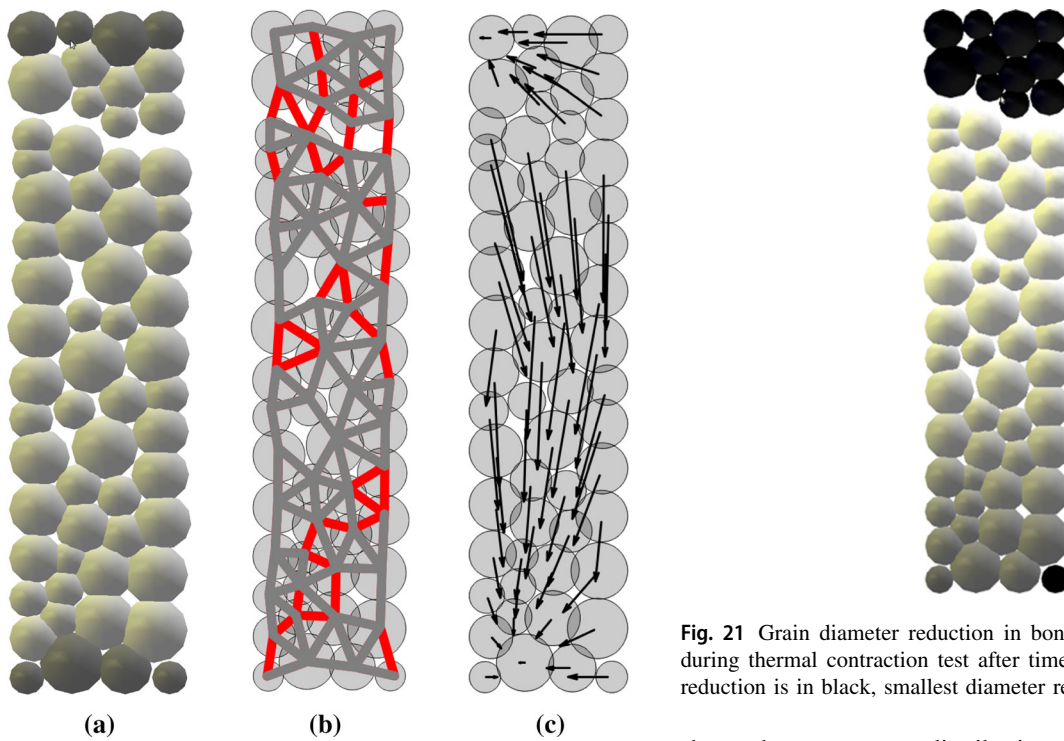 (a)
(b)
(c)
Fig. 21 Grain diameter reduction in bon
during thermal contraction test after time
reduction is in black, smallest diameter re